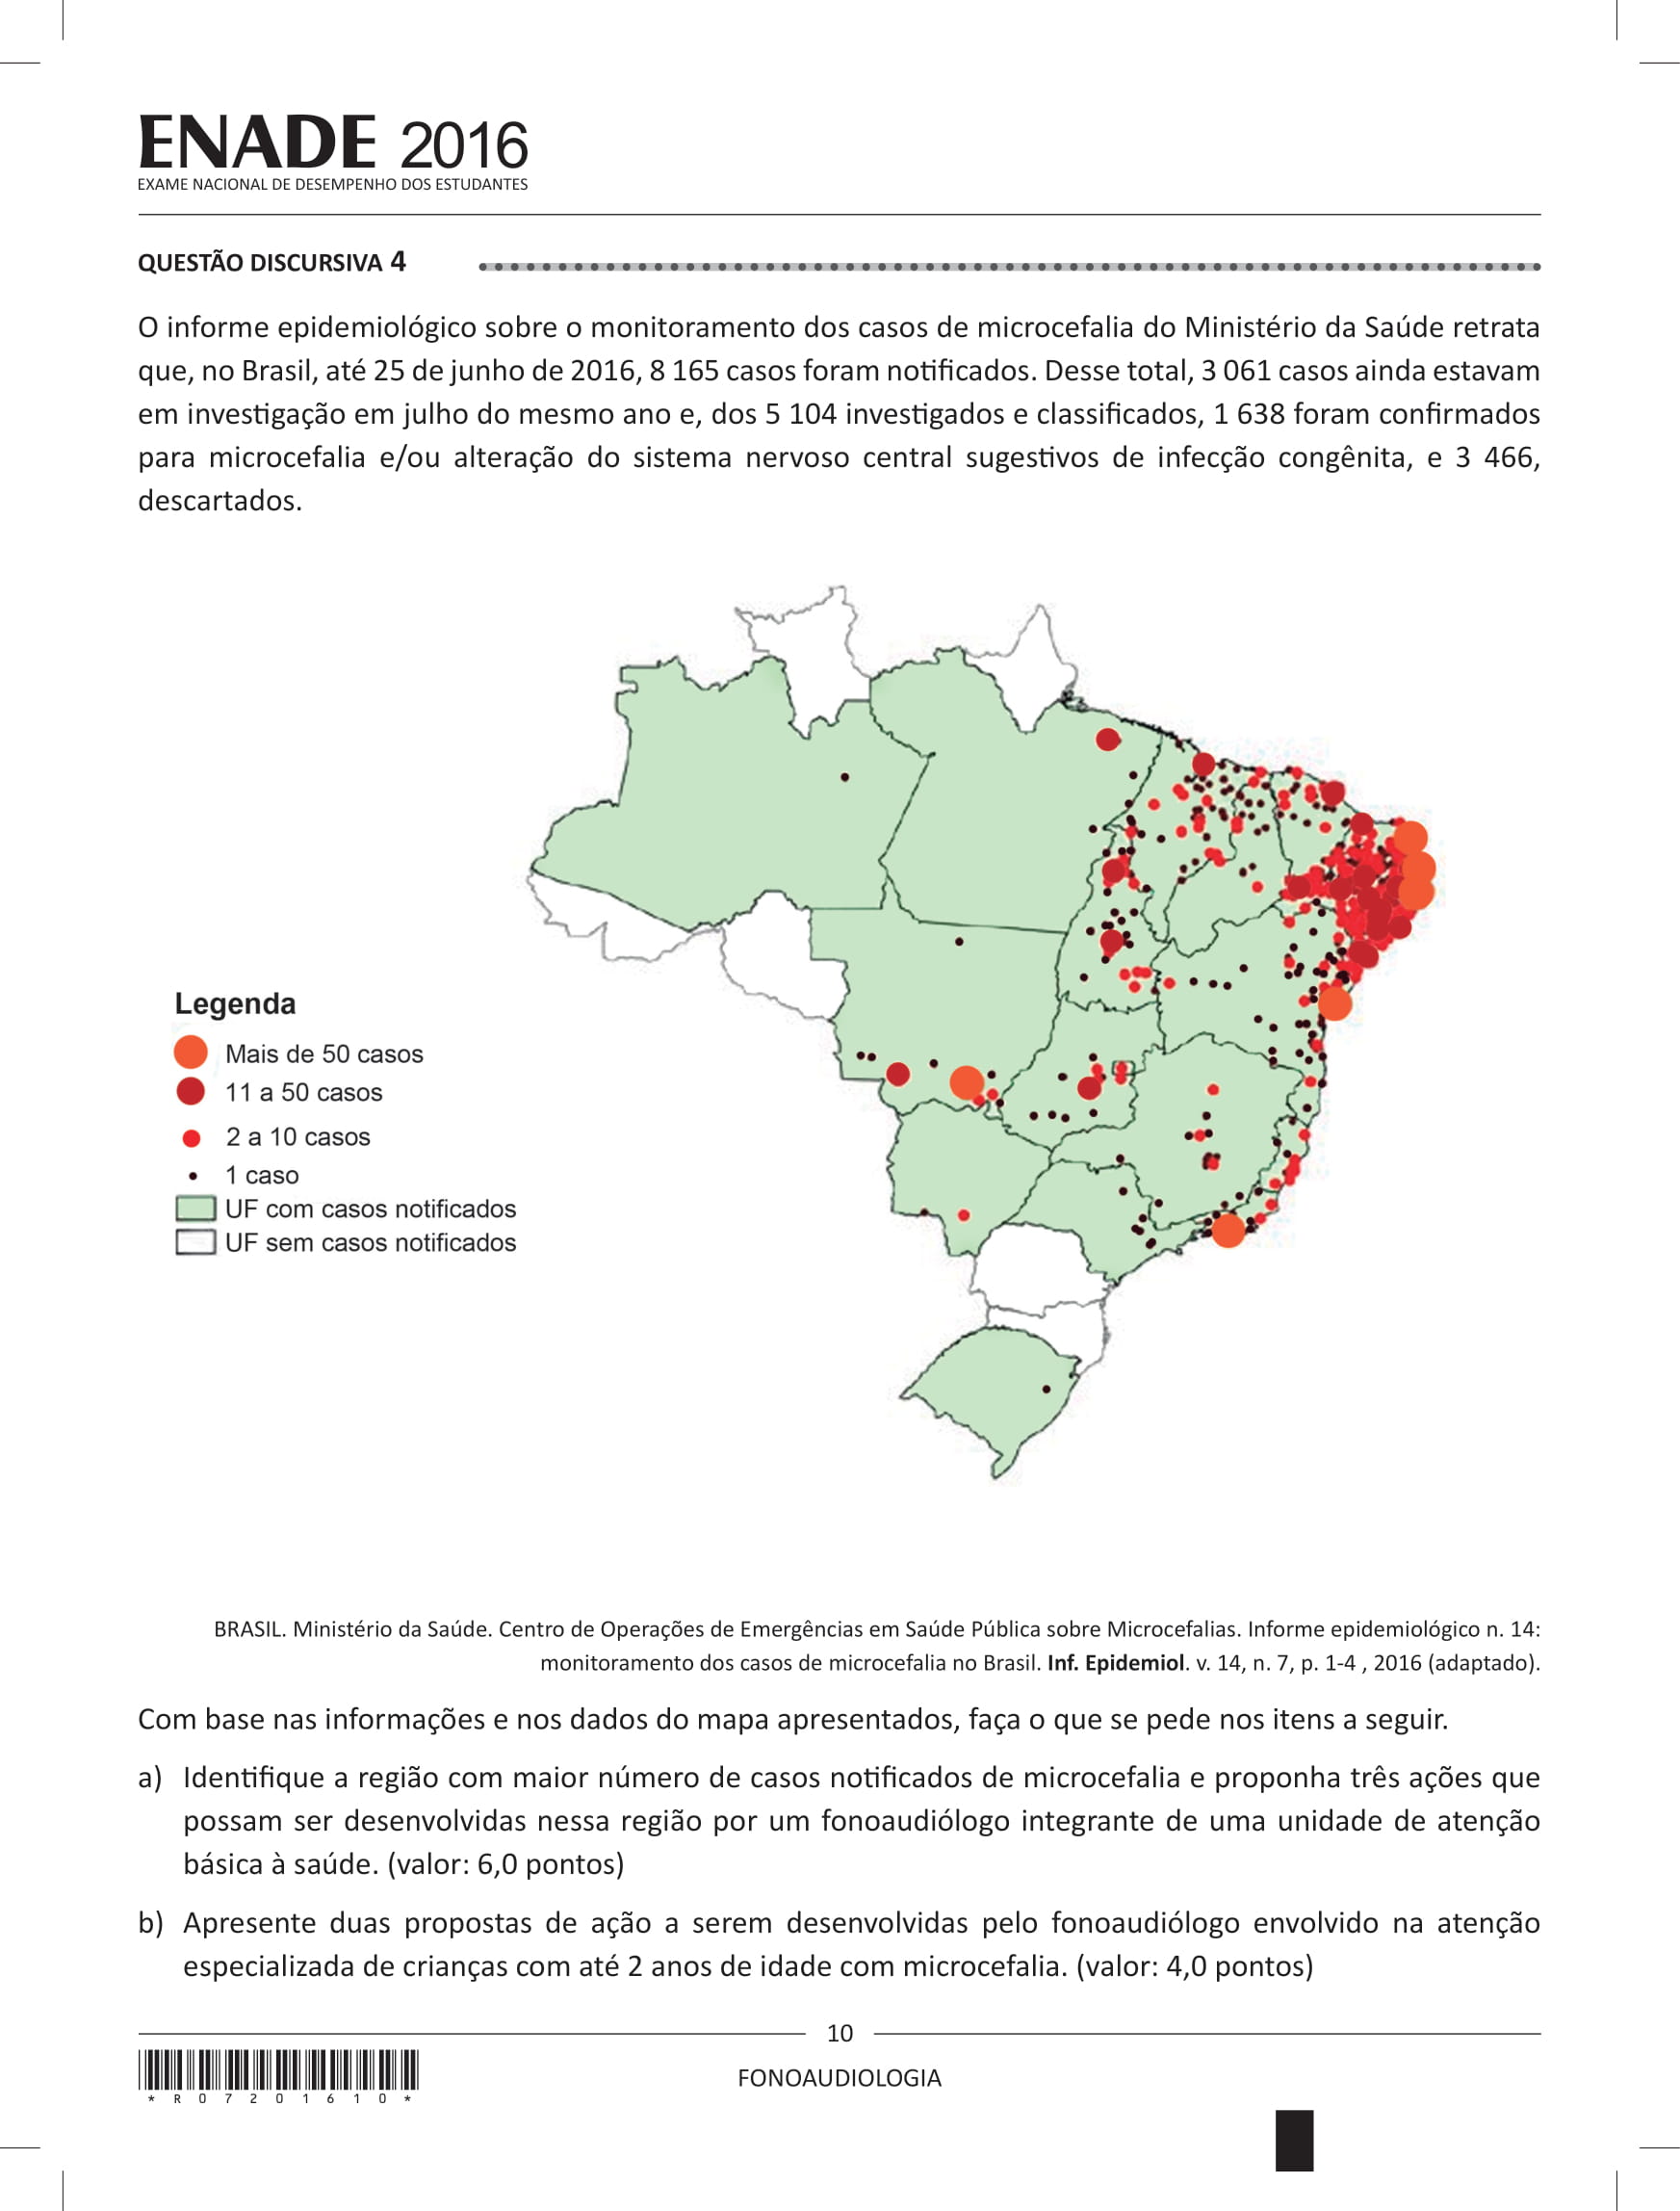 ENADE 2016
EXAME NACIONAL DE DESEMPENHO DOS ESTUDANTES
QUESTÃO DISCURSIVA 4
O informe epidemiológico sobre o monitoramento dos casos de microcefalia do Ministério da Saúde retrata
que, no Brasil, até 25 de junho de 2016, 8 165 casos foram notificados. Desse total, 3 061 casos ainda estavam
em investigação em julho do mesmo ano e, dos 5 104 investigados e classificados, 1 638 foram confirmados
para microcefalia e/ou alteração do sistema nervoso central sugestivos de infecção congênita, e 3 466,
descartados.
Legenda
Mais de 50 casos
11 a 50 casos
2 a 10 casos
1 caso
UF com casos notificados
UF sem casos notificados
BRASIL. Ministério da Saúde. Centro de Operações de Emergências em Saúde Pública sobre Microcefalias. Informe epidemiológico n. 14:
monitoramento dos casos de microcefalia no Brasil. Inf. Epidemiol. v. 14, n. 7, p. 1-4 , 2016 (adaptado).
Com base nas informações e nos dados do mapa apresentados, faça o que se pede nos itens a seguir.
a) Identifique a região com maior número de casos notificados de microcefalia e proponha três ações que
possam ser desenvolvidas nessa região por um fonoaudiólogo integrante de uma unidade de atenção
básica à saúde. (valor: 6,0 pontos)
b) Apresente duas propostas de ação a serem desenvolvidas pelo fonoaudiólogo envolvido na atenção
especializada de crianças com até 2 anos de idade com microcefalia. (valor: 4,0 pontos)
10
FONOAUDIOLOGIA
* R 0 7 2 0 1 6 1 0 *